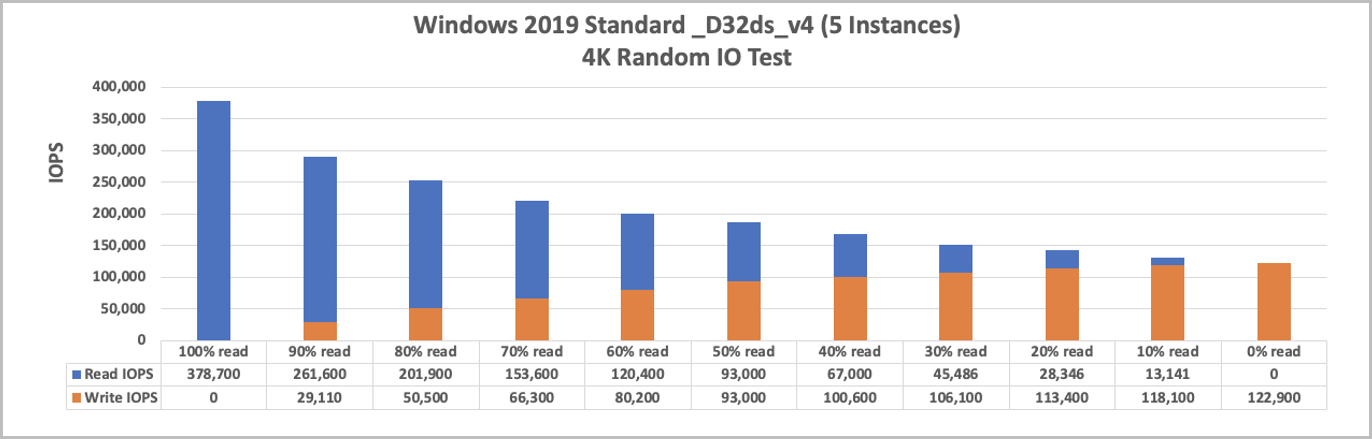 Windows 2019 Standard _D32ds_v4 (5 Instances)
4K Random IO Test
IOPS
400,000
350,000
300,000
250,000
200,000
150,000
100,000
50,000
0
100% read 90% read 80% read 70% read 60% read 50% read 40% read 30% read 20% read 10% read 0% read
Read IOPS 378,700 261,600 201,900 153,600 120,400 93,000 67,000 45,486 28,346 13,141 0
Write IOPS 0 29,110 50,500 66,300 80,200 93,000 100,600 106,100 113,400 118,100 122,900